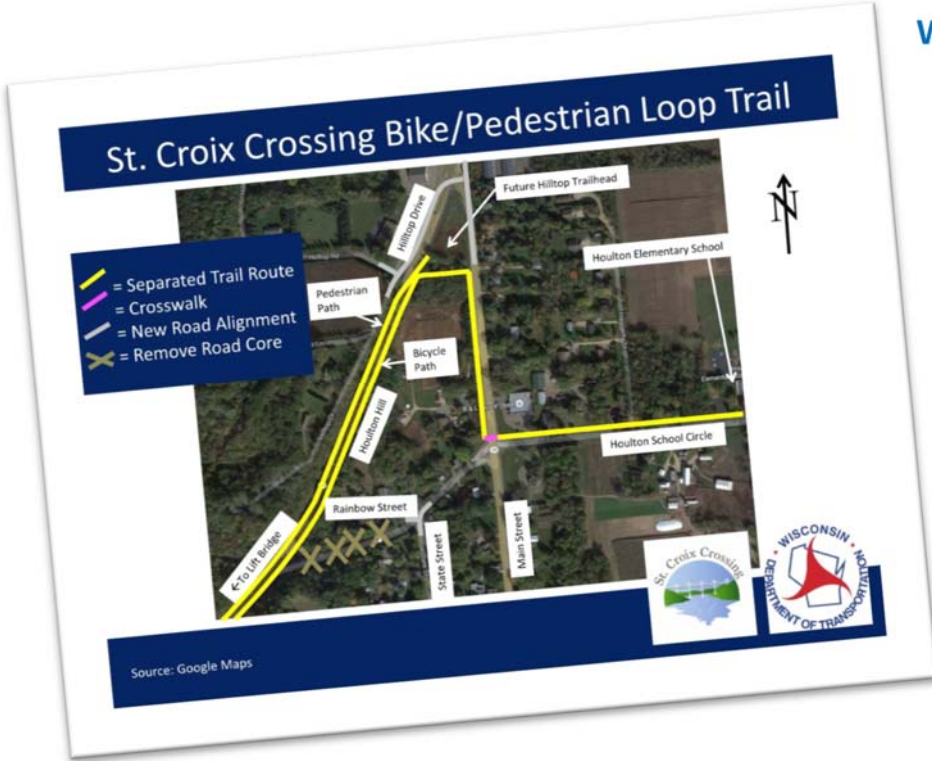 W
St. Croix Crossing Bike/Pedestrian Loop Trail
Future Hilltop Trailhead
Hilltop Drive
N
Houlton Elementary School
= Separated Trail Route
= Crosswalk
= New Road Alignment
= Remove Road Core
Pedestrian
Path
Bicycle
Path
Houlton Hill
Houlton School Circle
Rainbow Street
←To Lift Bridge
State Street
Main Street
St. Croix Crossing
WISCONSIN
DEPARTMENT OF TRANSPORTATION
Source: Google Maps